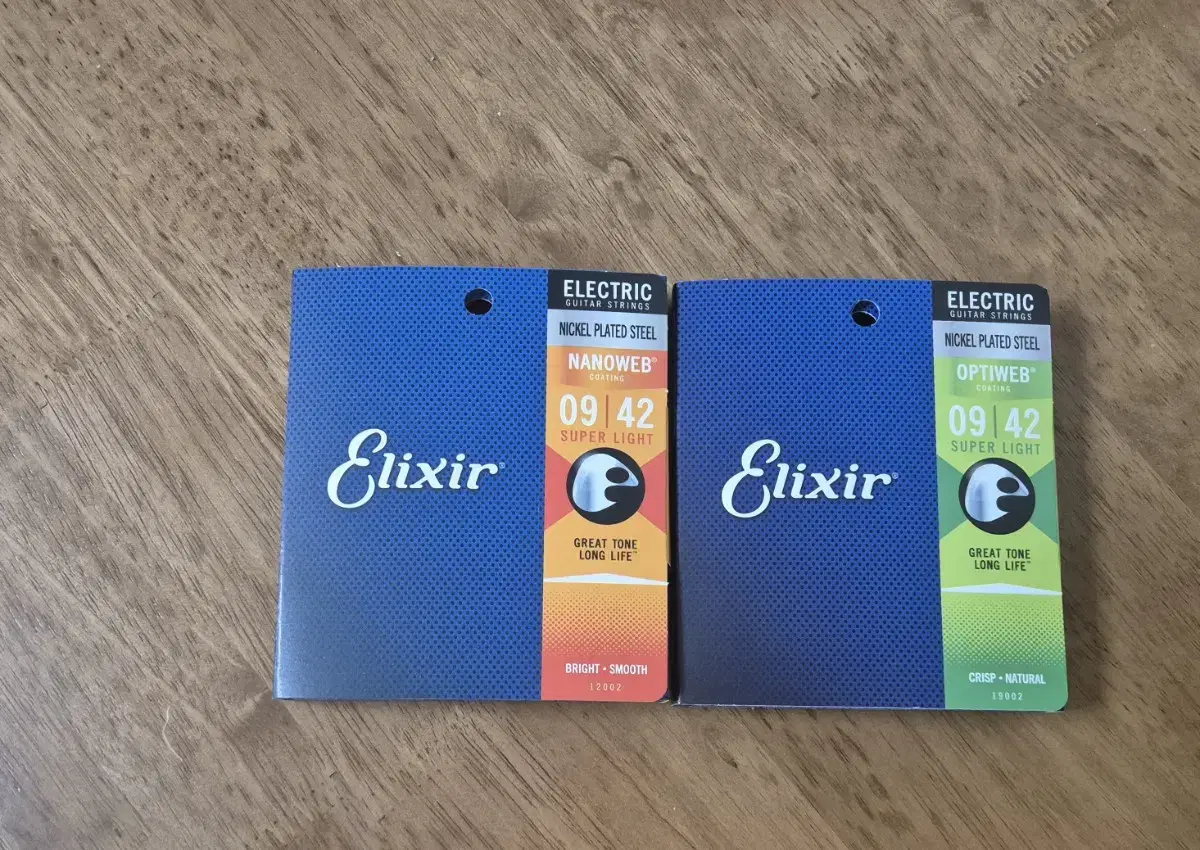 Elixir®
ELECTRIC
GUITAR STRINGS
NICKEL PLATED STEEL
NANOWEB®
COATING
09 | 42
SUPER LIGHT
GREAT TONE
LONG LIFE™
BRIGHT • SMOOTH
12002
Elixir®
ELECTRIC
GUITAR STRINGS
NICKEL PLATED STEEL
OPTIWEB®
COATING
09 | 42
SUPER LIGHT
GREAT TONE
LONG LIFE™
CRISP • NATURAL
19002